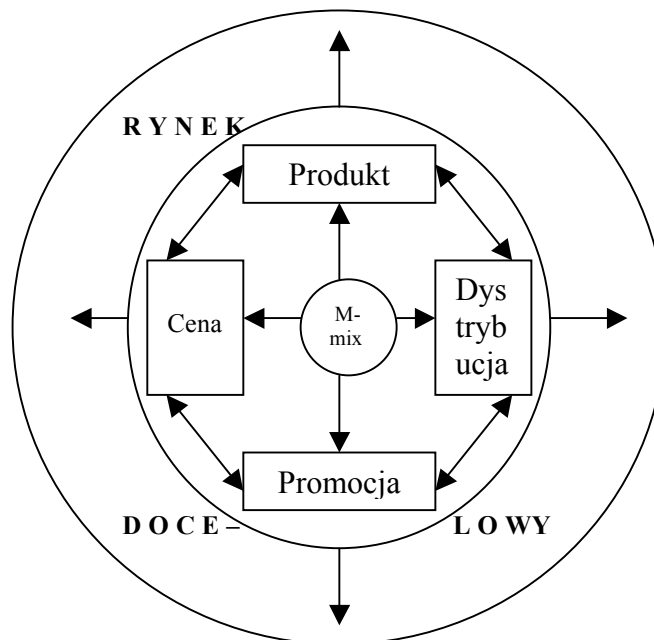 R Y N E K
Produkt
Cena
M-
mix
Dys
tryb
ucja
Promocja
D O C E –
L O WY